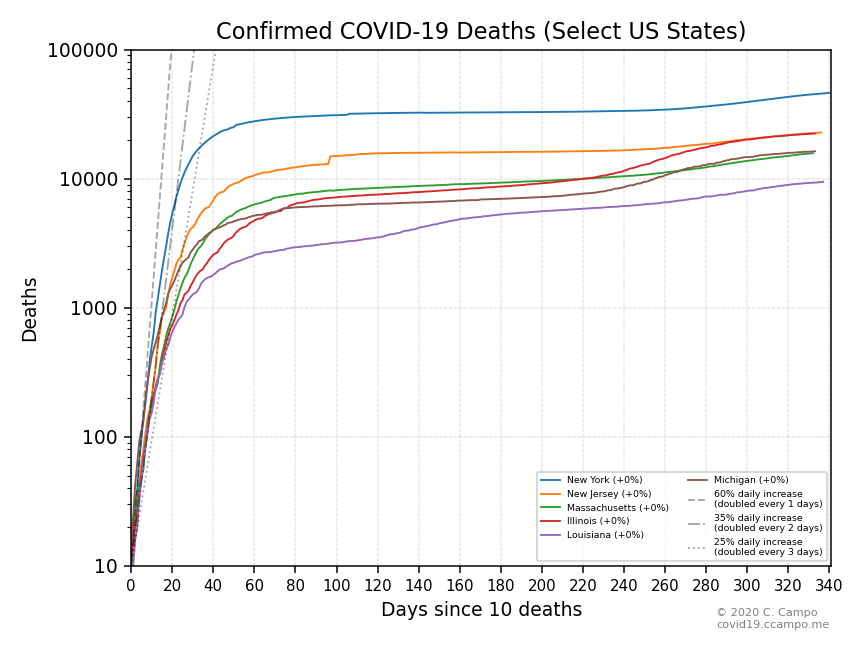 Confirmed COVID-19 Deaths (Select US States)
100000
10000
1000
100
10
Deaths
0 20 40 60 80 100 120 140 160 180 200 220 240 260 280 300 320 340
Days since 10 deaths
New York (+0%)
New Jersey (+0%)
Massachusetts (+0%)
Illinois (+0%)
Louisiana (+0%)
Michigan (+0%)
60% daily increase
(doubled every 1 days)
35% daily increase
(doubled every 2 days)
25% daily increase
(doubled every 3 days)
© 2020 C. Campo
covid19.ccampo.me